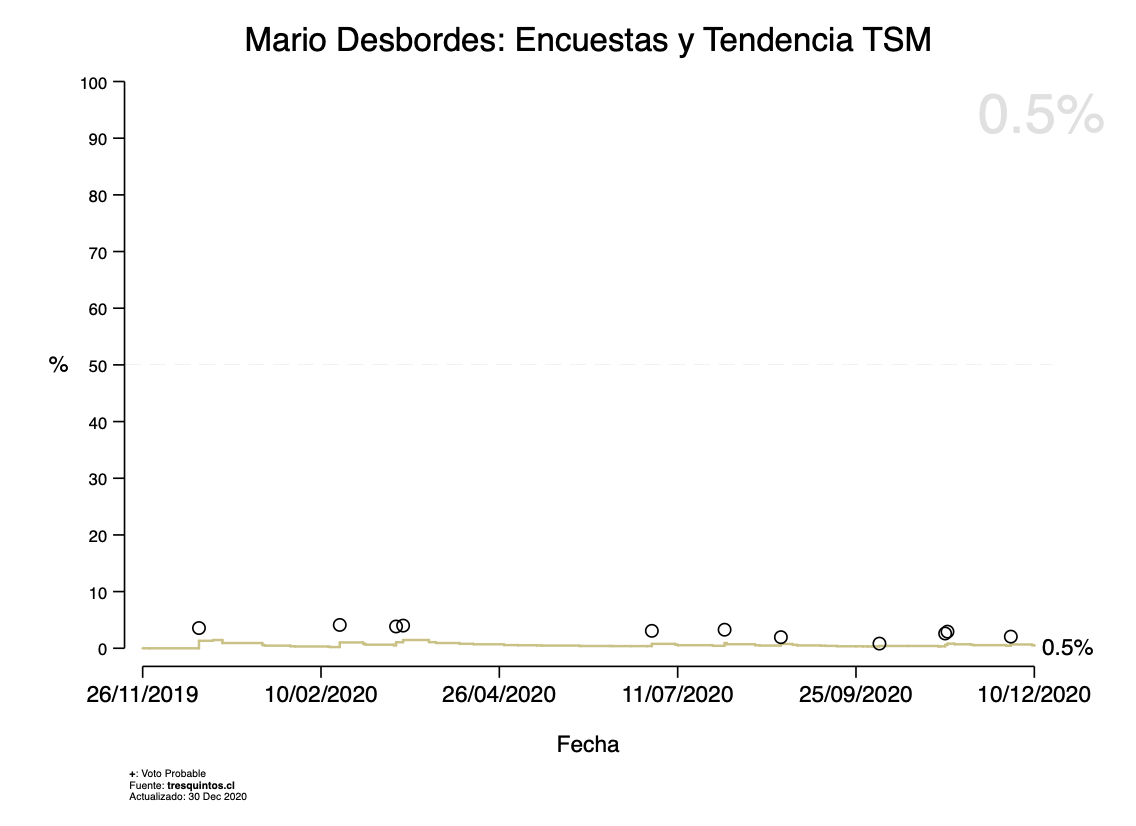 Mario Desbordes: Encuestas y Tendencia TSM
0.5%
100
90
80
70
60
% 50
40
30
20
10
0
0.5%
26/11/2019 10/02/2020 26/04/2020 11/07/2020 25/09/2020 10/12/2020
Fecha
+: Voto Probable
Fuente: tresquintos.cl
Actualizado: 30 Dec 2020